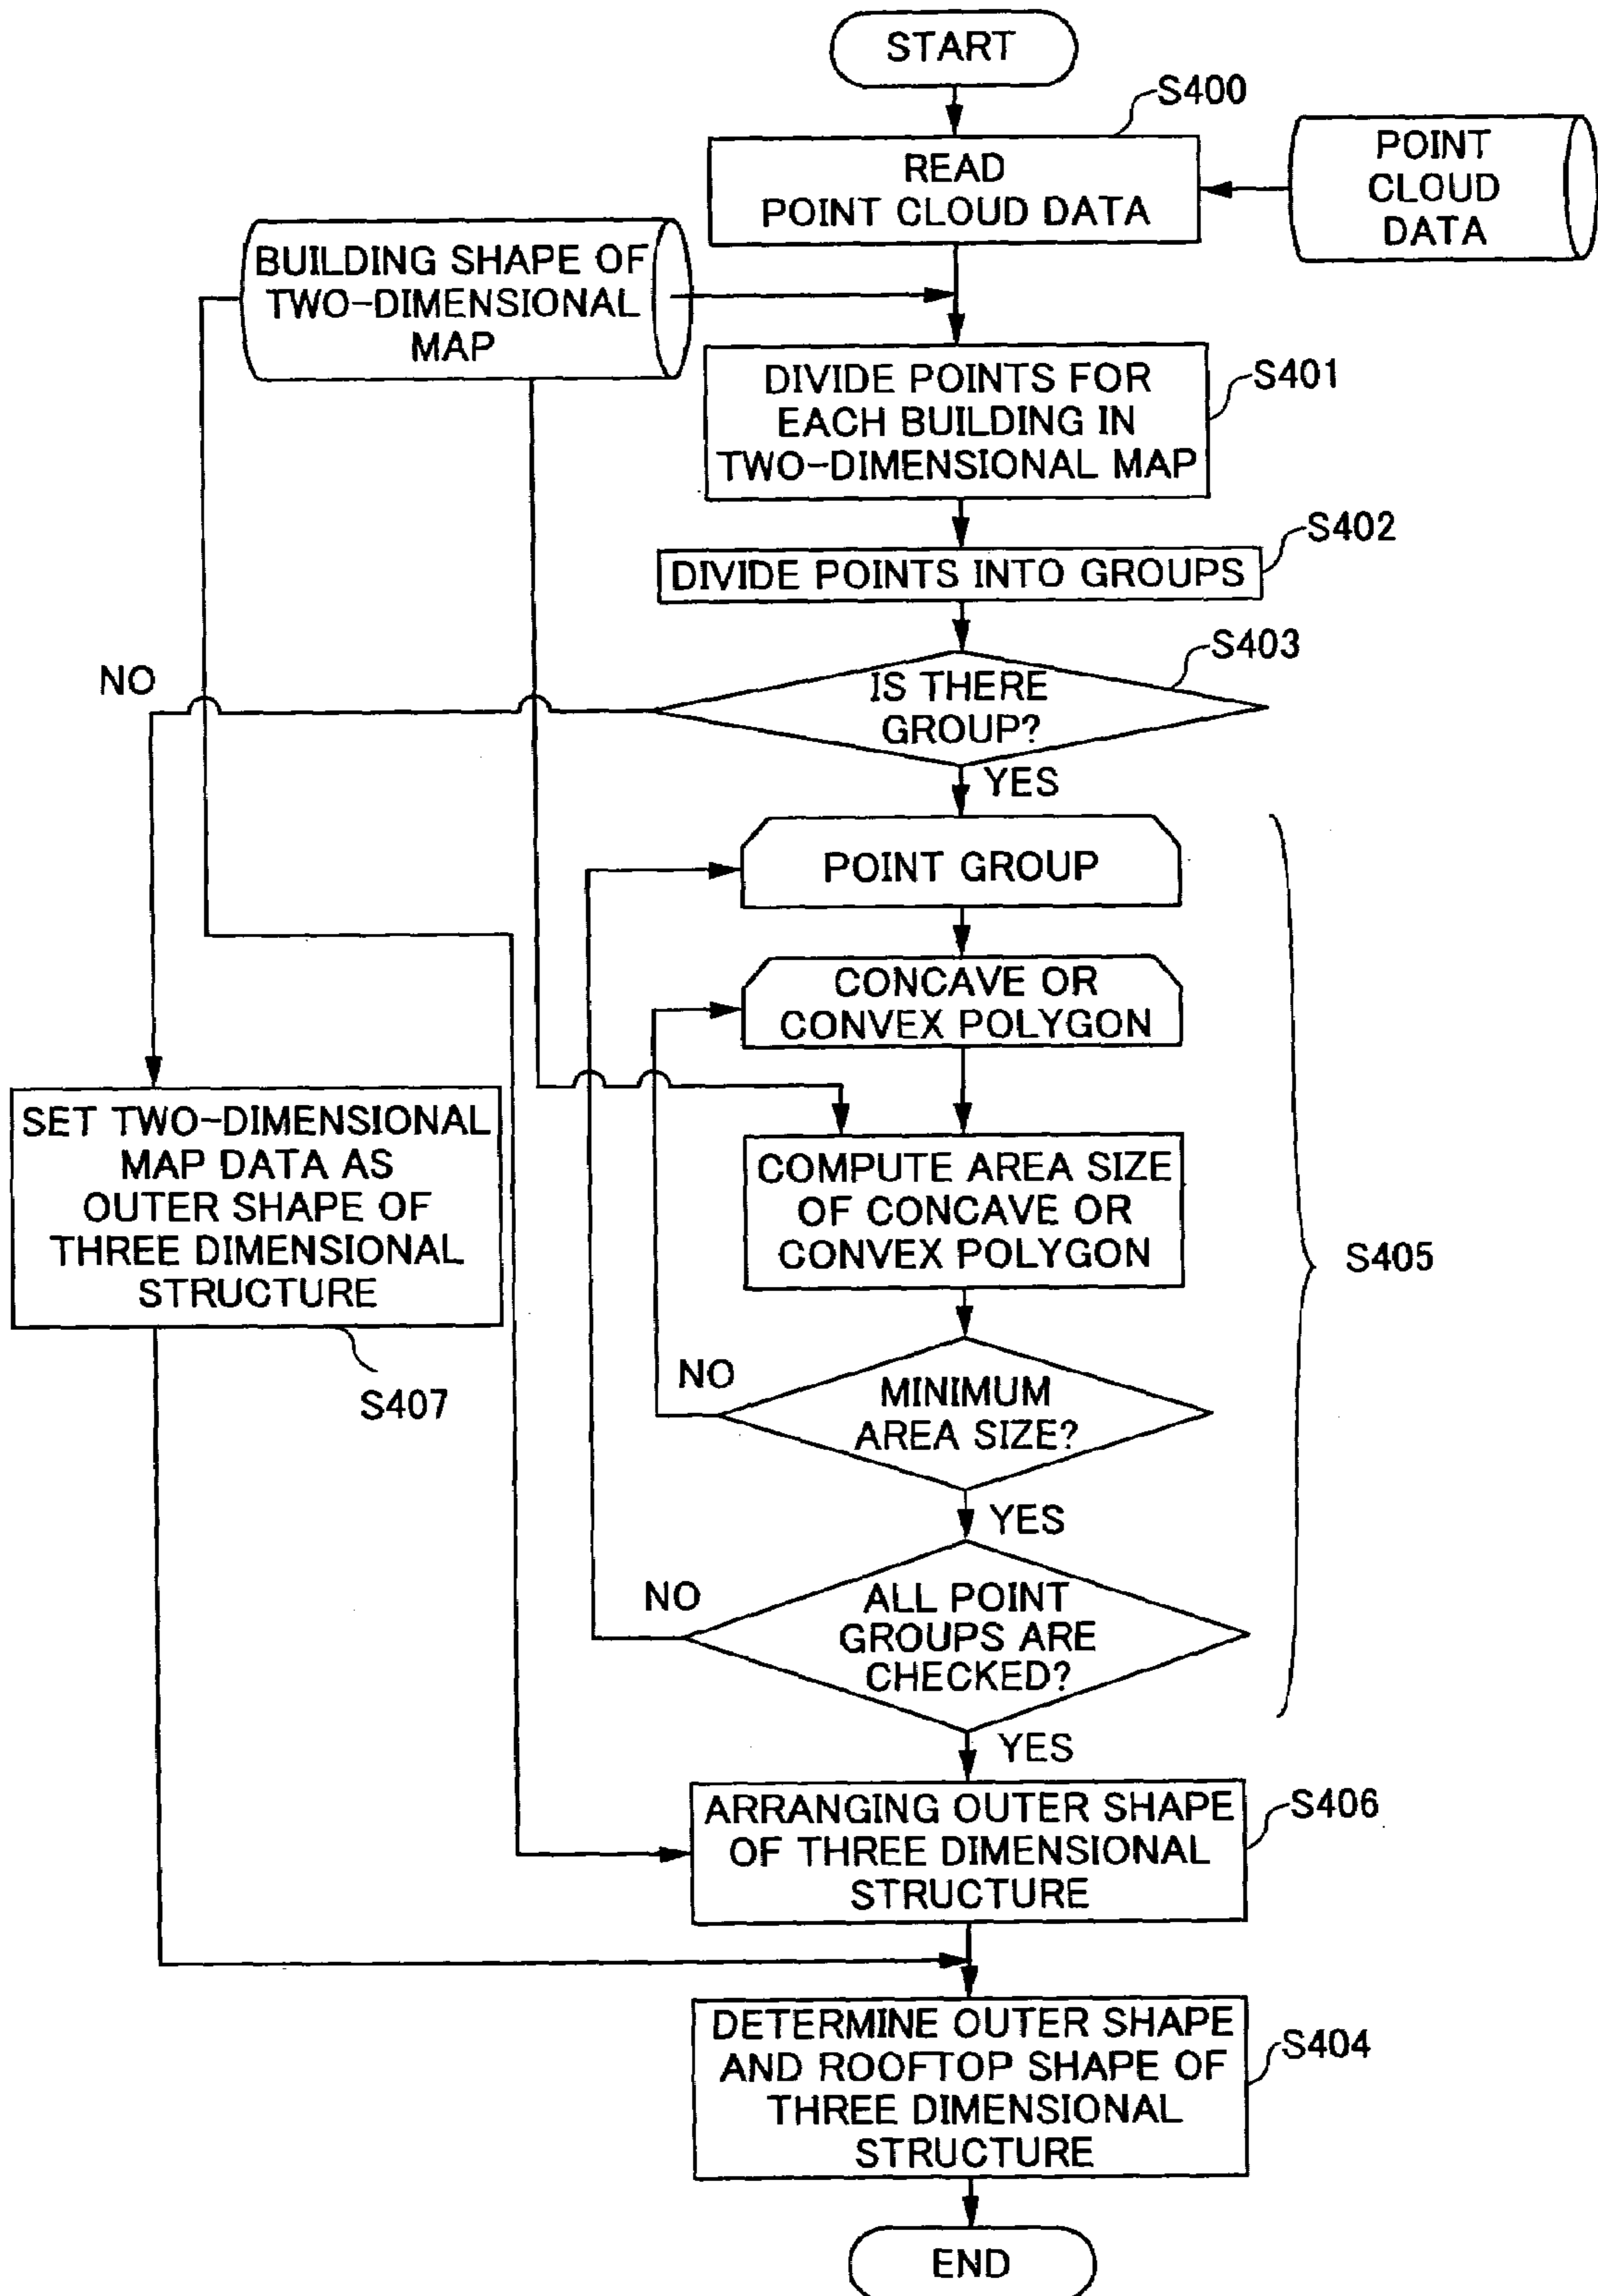 START
S400
READ
POINT CLOUD DATA
POINT
CLOUD
DATA
BUILDING SHAPE OF
TWO-DIMENSIONAL
MAP
DIVIDE POINTS FOR
EACH BUILDING IN
TWO-DIMENSIONAL MAP
S401
S402
DIVIDE POINTS INTO GROUPS
S403
IS THERE
GROUP?
NO
YES
POINT GROUP
CONCAVE OR
CONVEX POLYGON
SET TWO-DIMENSIONAL
MAP DATA AS
OUTER SHAPE OF
THREE DIMENSIONAL
STRUCTURE
S407
COMPUTE AREA SIZE
OF CONCAVE OR
CONVEX POLYGON
S405
NO
MINIMUM
AREA SIZE?
YES
NO
ALL POINT
GROUPS ARE
CHECKED?
YES
ARRANGING OUTER SHAPE
OF THREE DIMENSIONAL
STRUCTURE
S406
DETERMINE OUTER SHAPE
AND ROOFTOP SHAPE OF
THREE DIMENSIONAL
STRUCTURE
S404
END